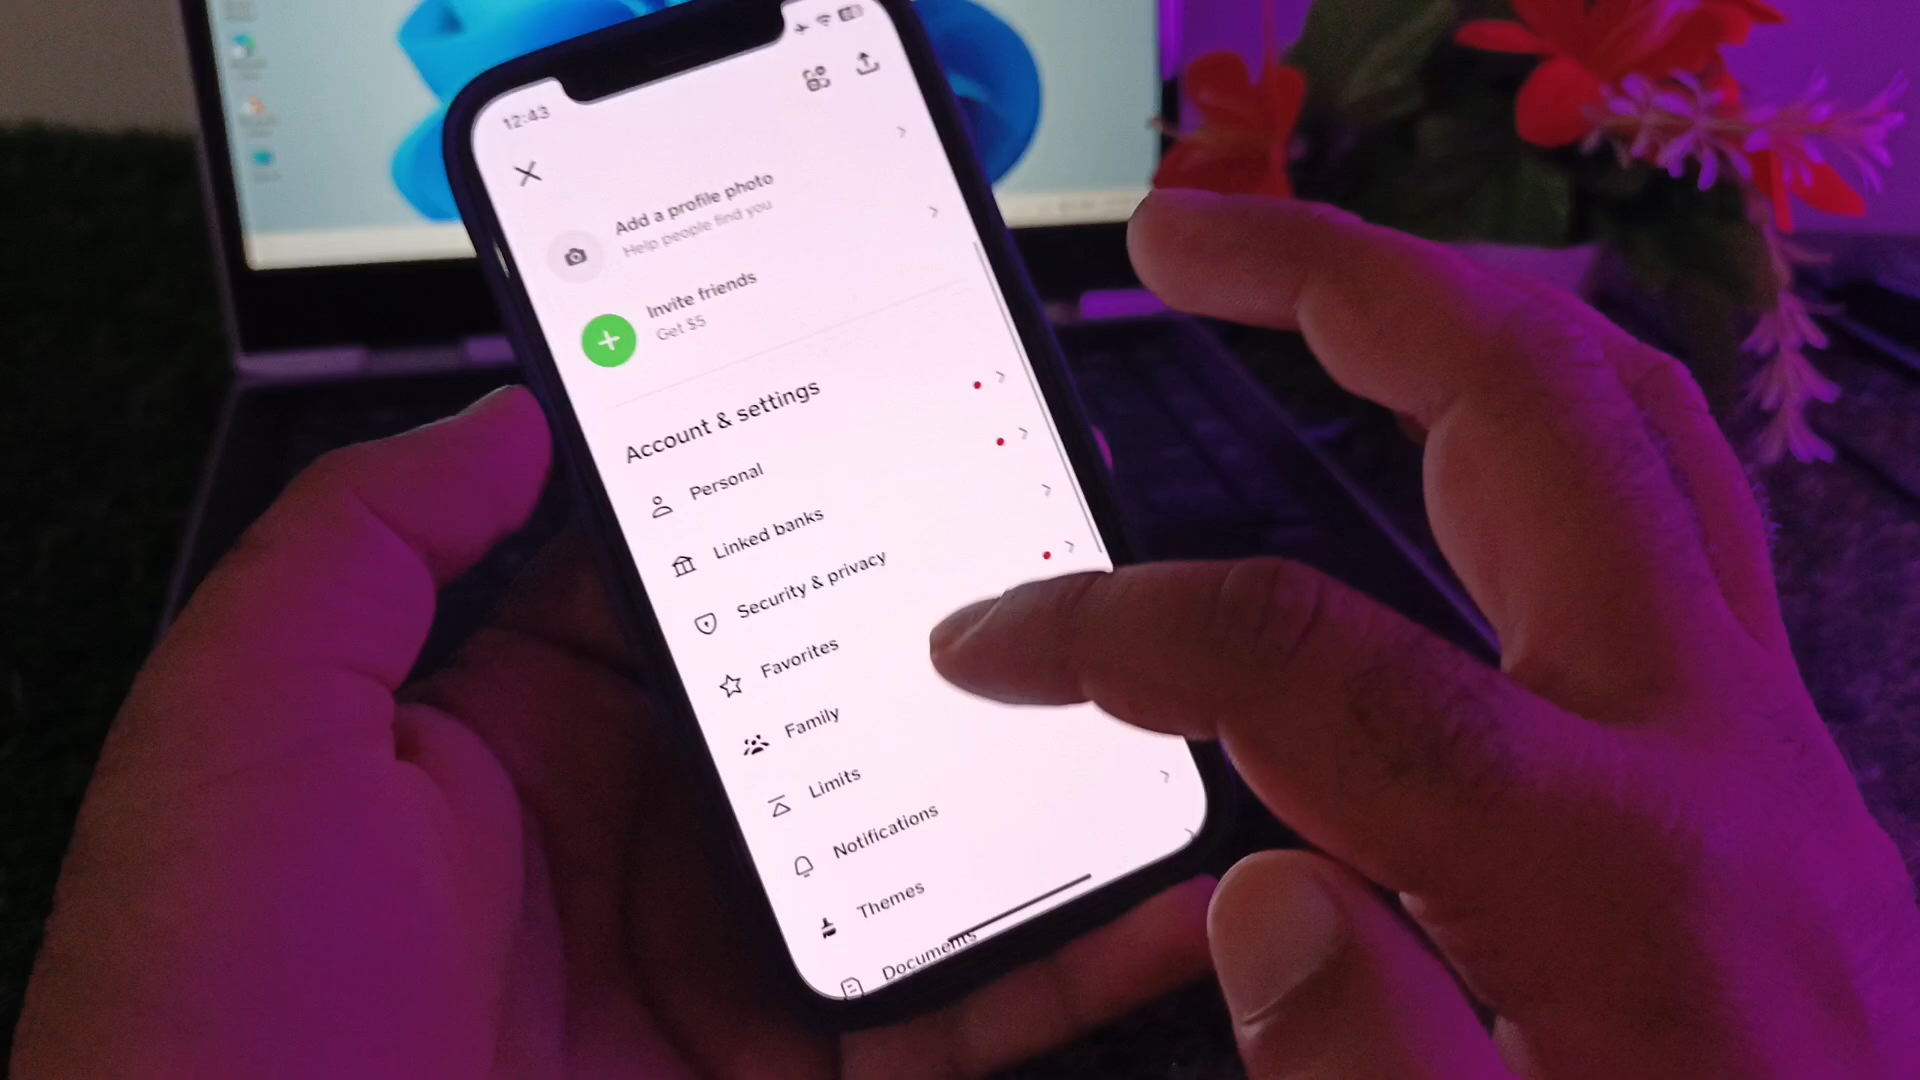 12:43
Add a profile photo
Help people find you
Invite friends
Get $5
Account & settings
Personal
Linked banks
Security & privacy
Favorites
Family
Limits
Notifications
Themes
Documents